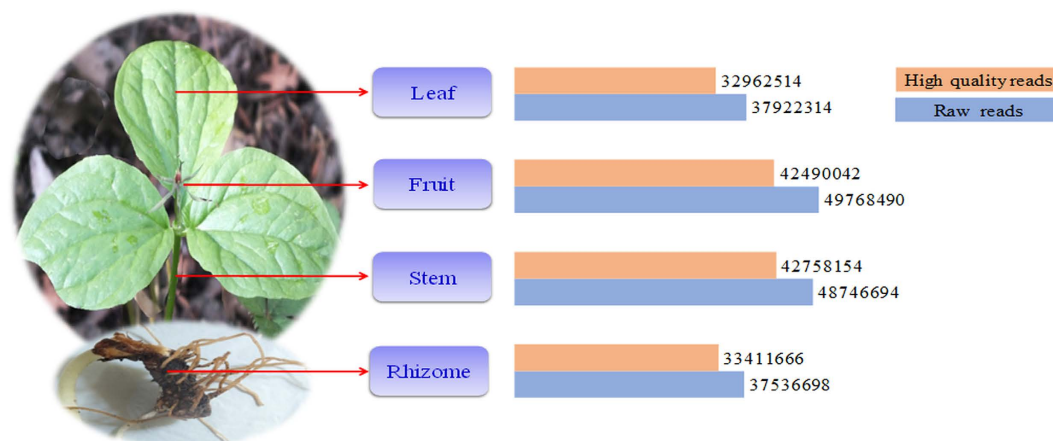 Leaf
32962514
37922314
High quality reads
Raw reads
Fruit
42490042
49768490
Stem
42758154
48746694
Rhizome
33411666
37536698